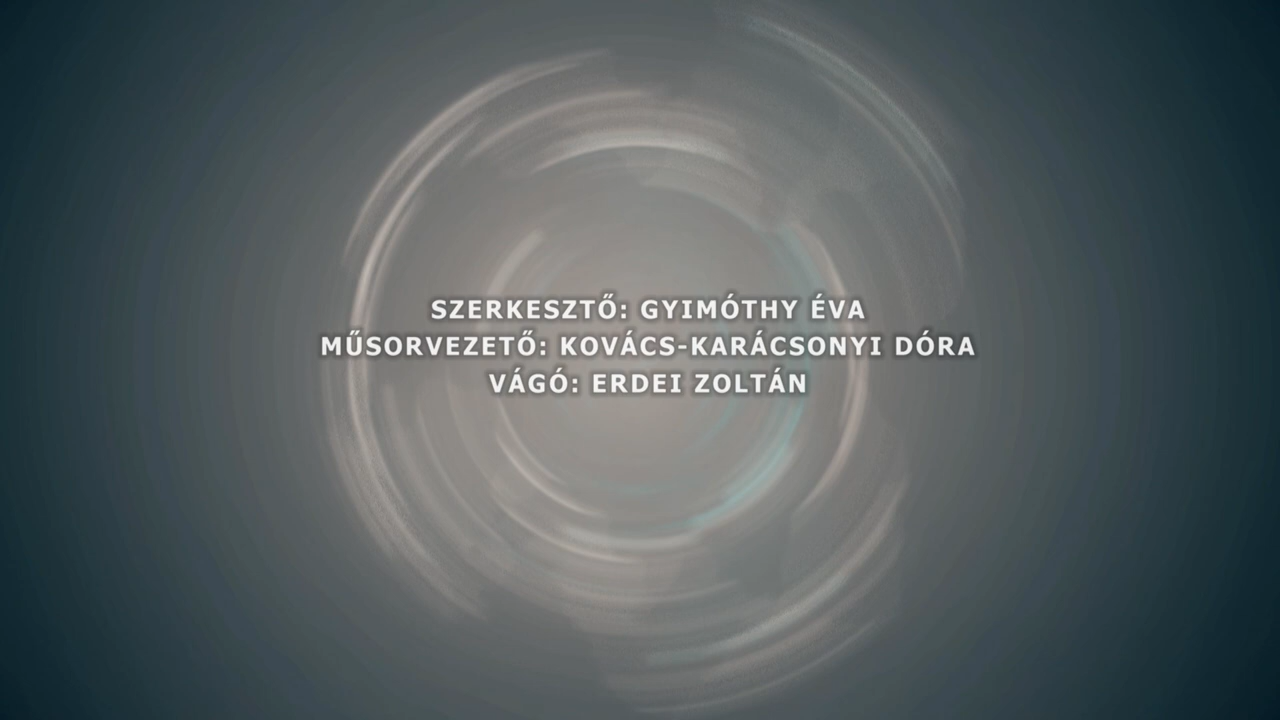 SZERKESZTŐ: GYIMÓTHY ÉVA
MŰSORVEZETŐ: KOVÁCS-KARÁCSONYI DÓRA
VÁGÓ: ERDEI ZOLTÁN